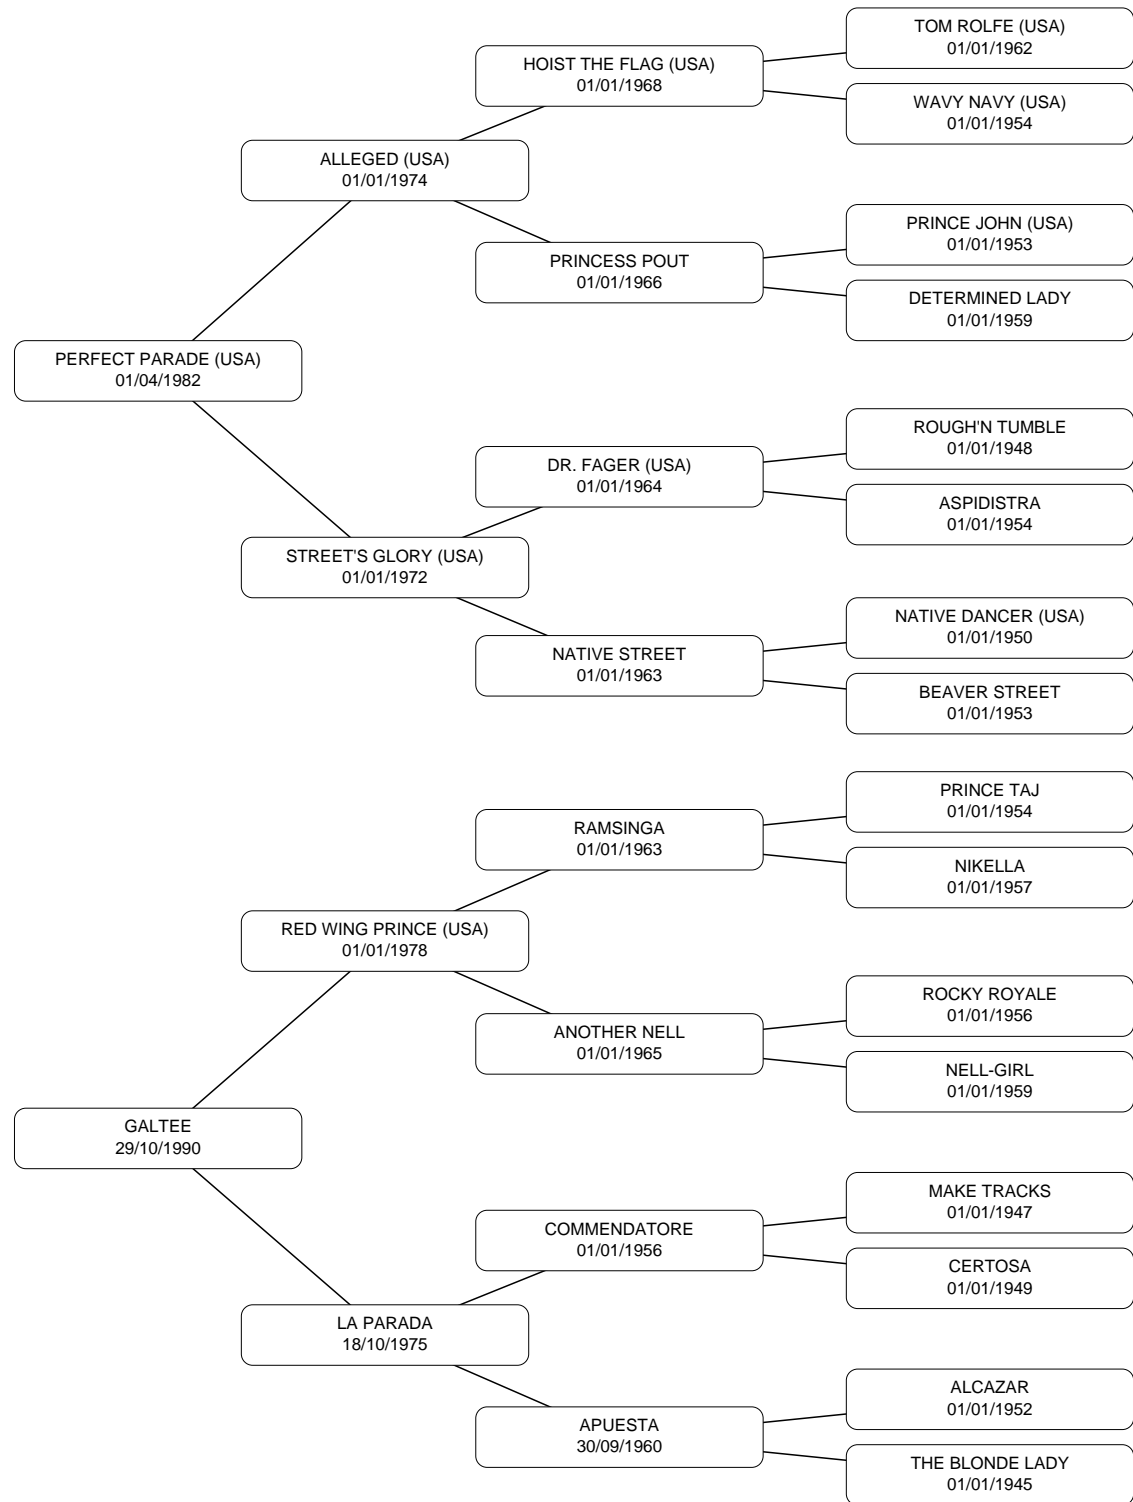 TOM ROLFE (USA)
01/01/1962
HOIST THE FLAG (USA)
01/01/1968
WAVY NAVY (USA)
01/01/1954
ALLEGED (USA)
01/01/1974
PRINCE JOHN (USA)
01/01/1953
PRINCESS POUT
01/01/1966
DETERMINED LADY
01/01/1959
PERFECT PARADE (USA)
01/04/1982
ROUGH'N TUMBLE
01/01/1948
DR. FAGER (USA)
01/01/1964
ASPIDISTRA
01/01/1954
STREET'S GLORY (USA)
01/01/1972
NATIVE DANCER (USA)
01/01/1950
NATIVE STREET
01/01/1963
BEAVER STREET
01/01/1953
PRINCE TAJ
01/01/1954
RAMSINGA
01/01/1963
NIKELLA
01/01/1957
RED WING PRINCE (USA)
01/01/1978
ROCKY ROYALE
01/01/1956
ANOTHER NELL
01/01/1965
NELL-GIRL
01/01/1959
GALTEE
29/10/1990
MAKE TRACKS
01/01/1947
COMMENDATORE
01/01/1956
CERTOSA
01/01/1949
LA PARADA
18/10/1975
ALCAZAR
01/01/1952
APUESTA
30/09/1960
THE BLONDE LADY
01/01/1945